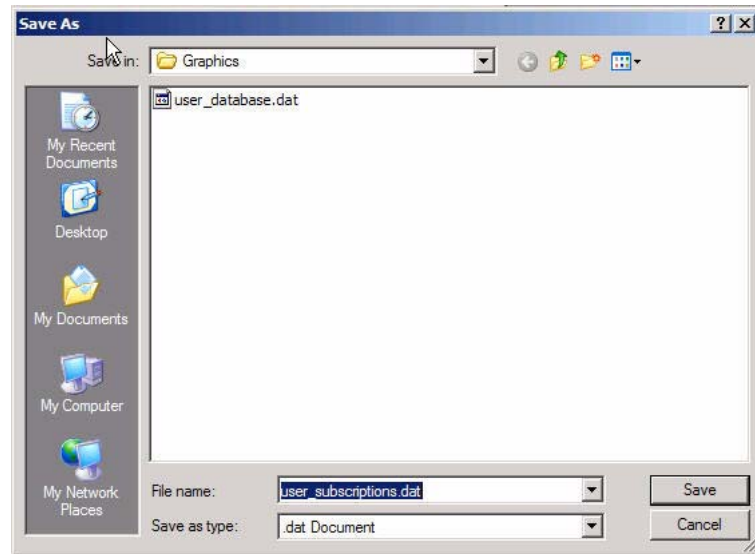 Save As
Save in: Graphics
user_database.dat
My Recent
Documents
Desktop
My Documents
My Computer
My Network
Places
File name: user_subscriptions.dat Save
Save as type: .dat Document Cancel